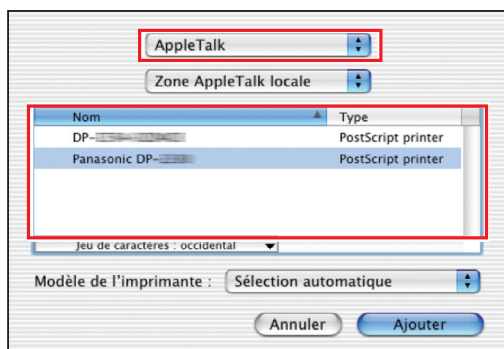 AppleTalk
Zone AppleTalk locale
Nom Type
DP- PostScript printer
Panasonic DP- PostScript printer
Jeu de caractères : occidental
Modèle de l'imprimante : Sélection automatique
Annuler Ajouter